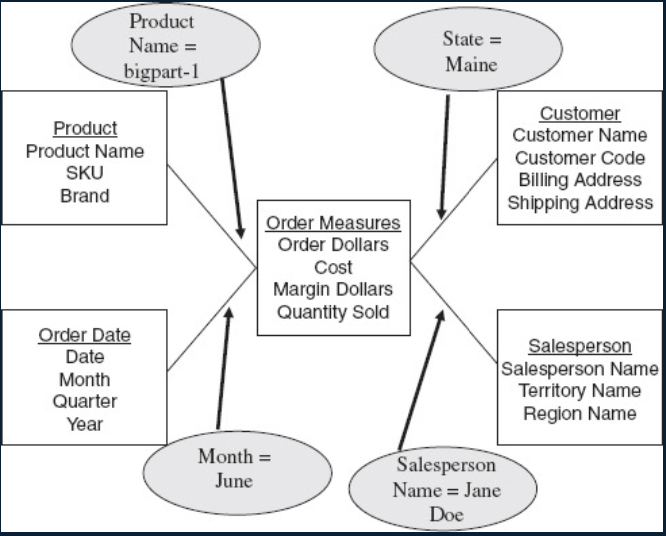 Product
Name =
bigpart-1
State =
Maine
Product
Product Name
SKU
Brand
Customer
Customer Name
Customer Code
Billing Address
Shipping Address
Order Measures
Order Dollars
Cost
Margin Dollars
Quantity Sold
Order Date
Date
Month
Quarter
Year
Salesperson
Salesperson Name
Territory Name
Region Name
Month =
June
Salesperson
Name = Jane
Doe